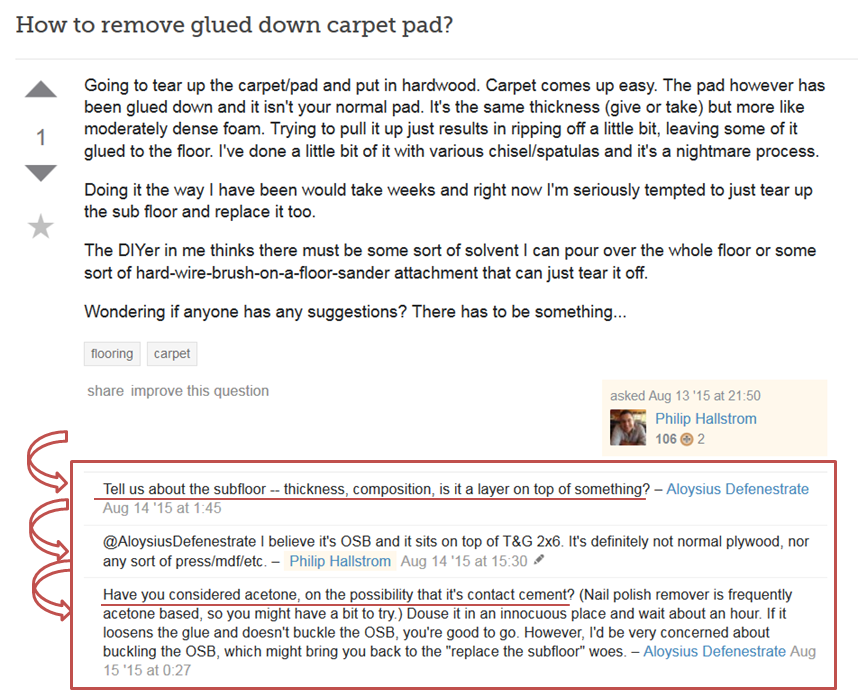 How to remove glued down carpet pad?
Going to tear up the carpet/pad and put in hardwood. Carpet comes up easy. The pad however has
been glued down and it isn't your normal pad. It's the same thickness (give or take) but more like
moderately dense foam. Trying to pull it up just results in ripping off a little bit, leaving some of it
glued to the floor. I've done a little bit of it with various chisel/spatulas and it's a nightmare process.
1
Doing it the way I have been would take weeks and right now I'm seriously tempted to just tear up
the sub floor and replace it too.
The DIYer in me thinks there must be some sort of solvent I can pour over the whole floor or some
sort of hard-wire-brush-on-a-floor-sander attachment that can just tear it off.
Wondering if anyone has any suggestions? There has to be something...
flooring carpet
share improve this question
asked Aug 13 '15 at 21:50
Philip Hallstrom
106 2
Tell us about the subfloor -- thickness, composition, is it a layer on top of something? – Aloysius Defenestrate
Aug 14 '15 at 1:45
@AloysiusDefenestrate I believe it's OSB and it sits on top of T&G 2x6. It's definitely not normal plywood, nor
any sort of press/mdf/etc. – Philip Hallstrom Aug 14 '15 at 15:30
Have you considered acetone, on the possibility that it's contact cement? (Nail polish remover is frequently
acetone based, so you might have a bit to try.) Douse it in an innocuous place and wait about an hour. If it
loosens the glue and doesn't buckle the OSB, you're good to go. However, I'd be very concerned about
buckling the OSB, which might bring you back to the "replace the subfloor" woes. – Aloysius Defenestrate Aug
15 '15 at 0:27